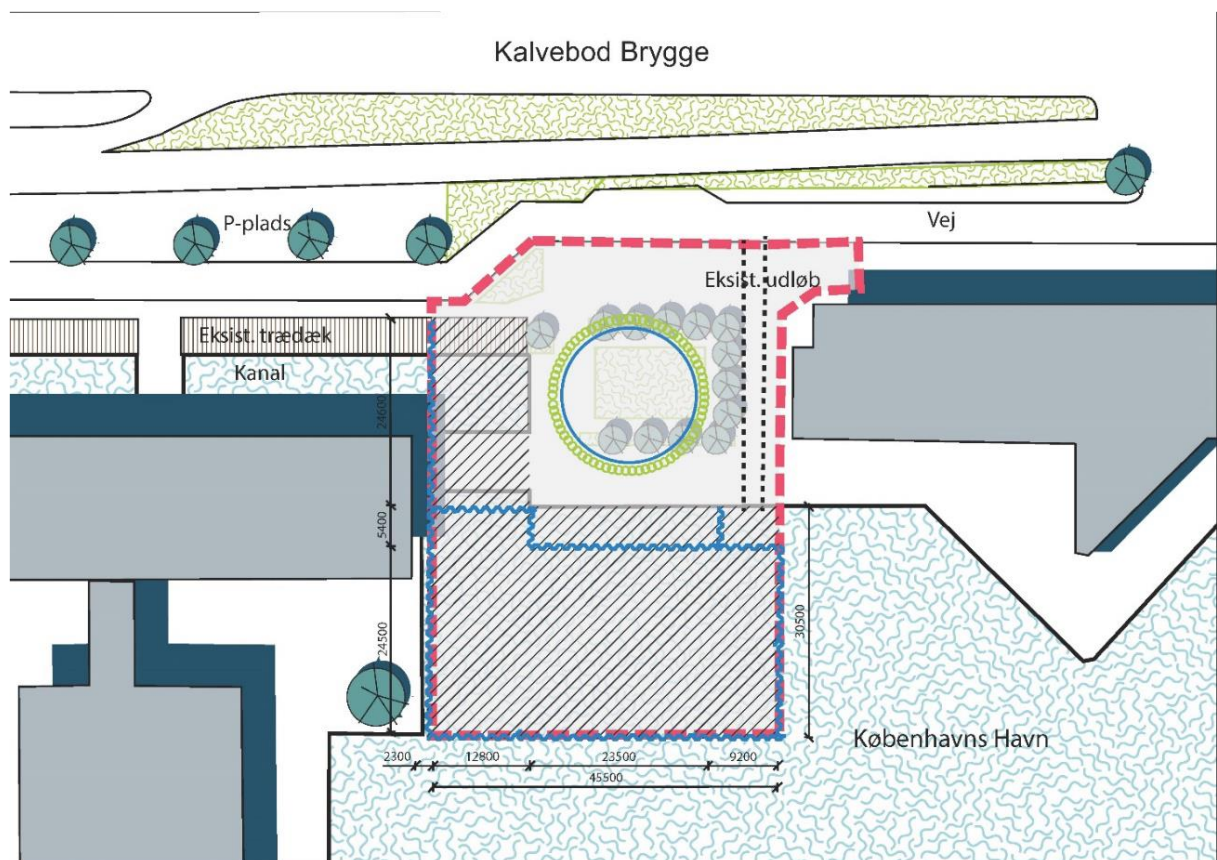 Kalvebod Brygge
P-plads
Vej
Eksist. udløb
Eksist. trædæk
Kanal
24600
5400
24500
30500
Københavns Havn
2300
12800
23500
9200
45500